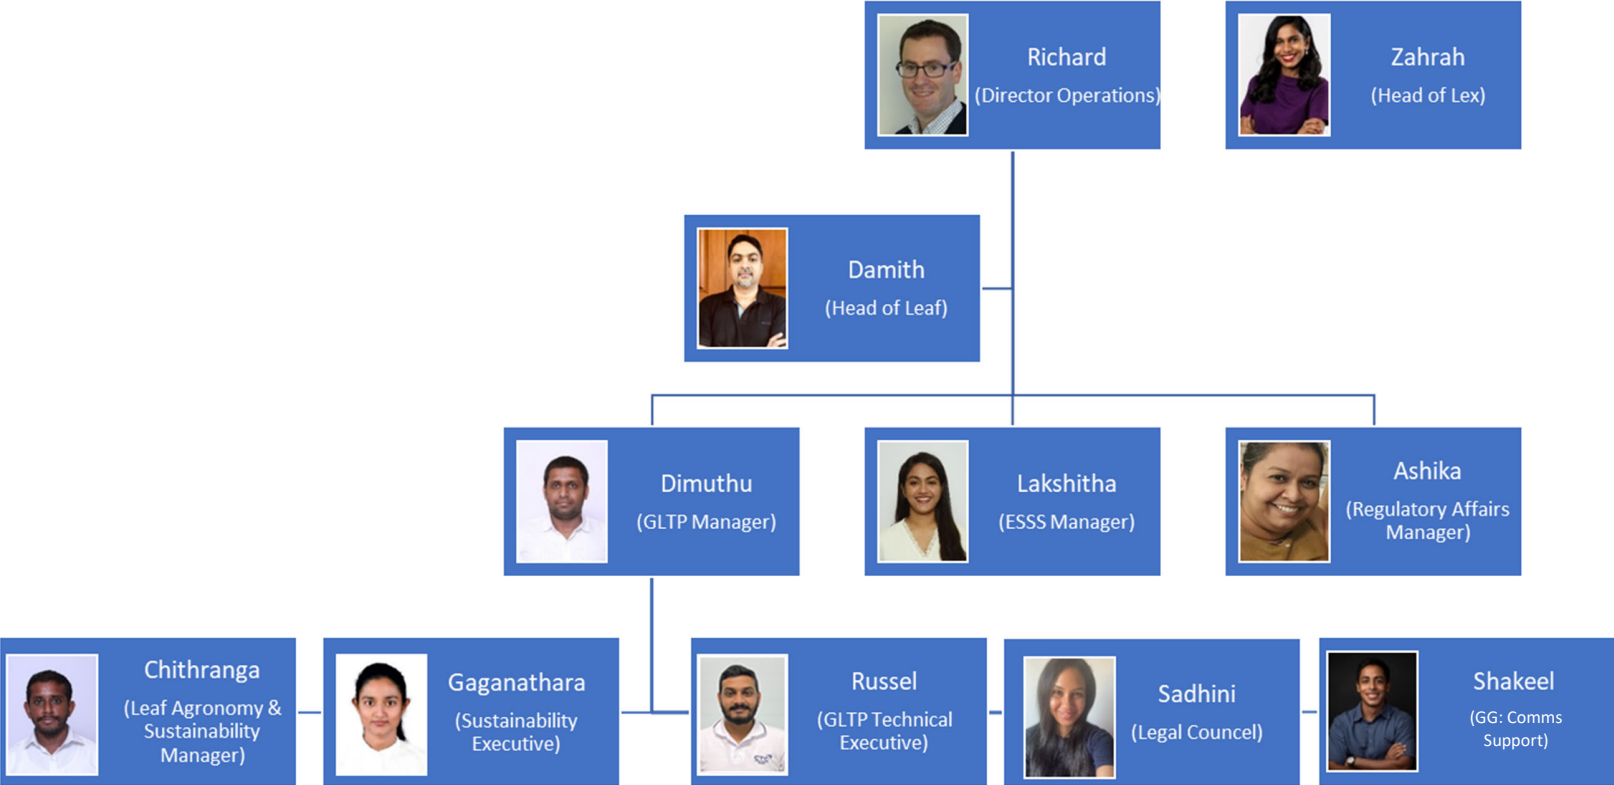 Richard
(Director Operations)
Zahrah
(Head of Lex)
Damith
(Head of Leaf)
Dimuthu
(GLTP Manager)
Lakshitha
(ESSS Manager)
Ashika
(Regulatory Affairs
Manager)
Chithranga
(Leaf Agronomy &
Sustainability
Manager)
Gaganathara
(Sustainability
Executive)
Russel
(GLTP Technical
Executive)
Sadhini
(Legal Councel)
Shakeel
(GG: Comms
Support)